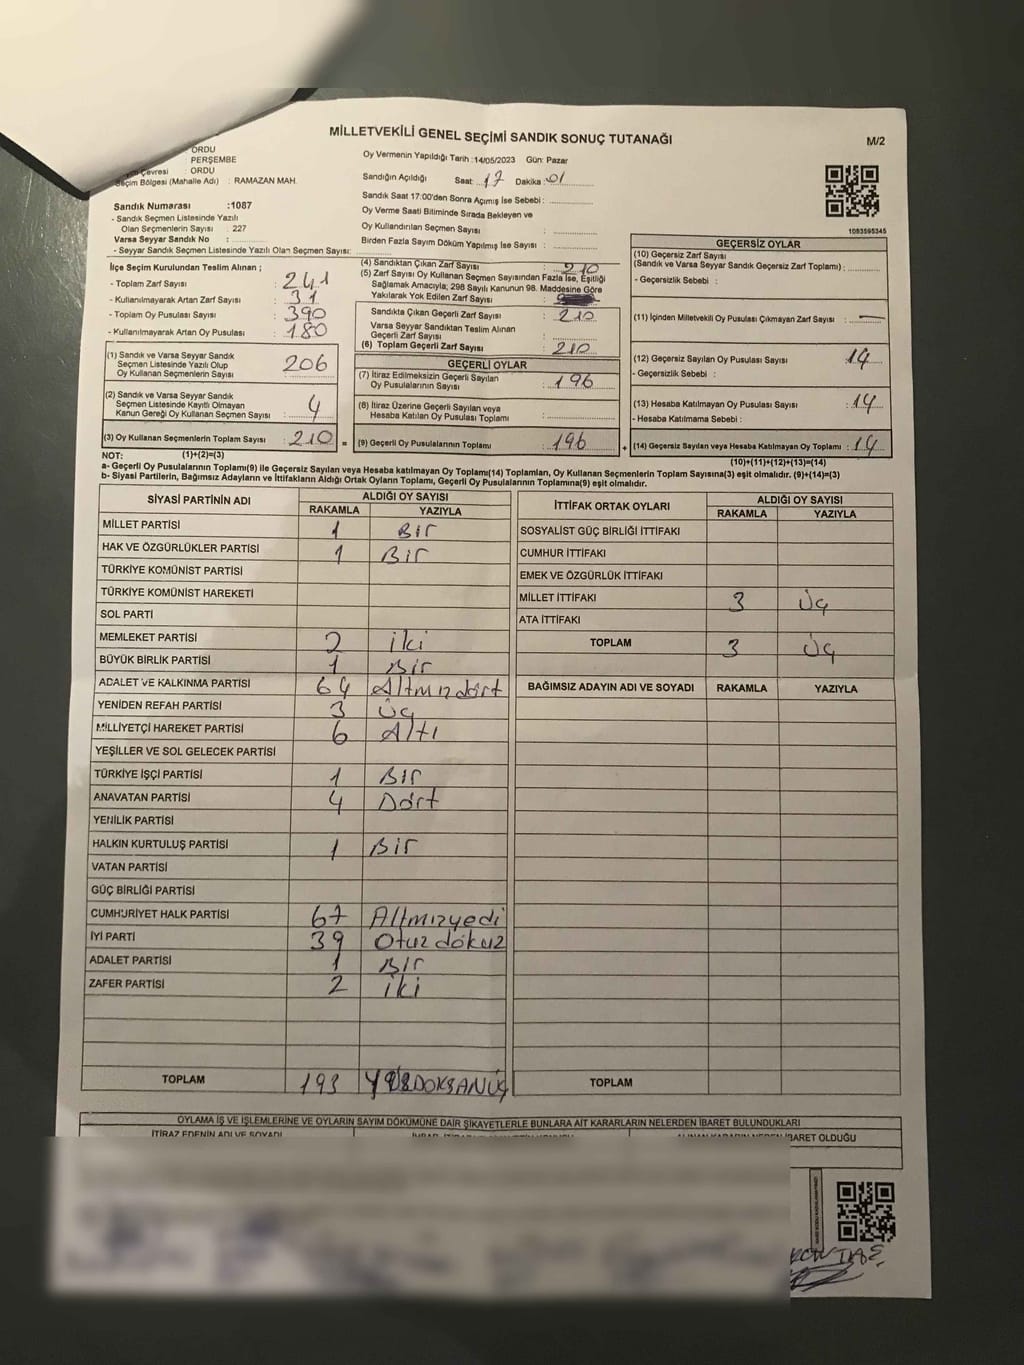 MİLLETVEKİLİ GENEL SEÇİMİ SANDIK SONUÇ TUTANAĞI
M/2
ORDU
PERŞEMBE
Çevresi : ORDU
Seçim Bölgesi (Mahalle Adı) : RAMAZAN MAH.
Oy Vermenin Yapıldığı Tarih :14/05/2023 Gün: Pazar
Sandığın Açıldığı Saat: 17 Dakika : 01
Sandık Saat 17:00'den Sonra Açımış İse Sebebi :
Oy Verme Saati Bitiminde Sırada Bekleyen ve
Oy Kullandırılan Seçmen Sayısı :
Birden Fazla Sayım Döküm Yapılmış İse Sayısı :
1083595345
Sandık Numarası :1087
- Sandık Seçmen Listesinde Yazılı
Olan Seçmenlerin Sayısı : 227
Varsa Seyyar Sandık No :
- Seyyar Sandık Seçmen Listesinde Yazılı Olan Seçmen Sayısı:
İlçe Seçim Kurulundan Teslim Alınan ;
- Toplam Zarf Sayısı : 241
- Kullanılmayarak Artan Zarf Sayısı : 31
- Toplam Oy Pusulası Sayısı : 390
- Kullanılmayarak Artan Oy Pusulası : 180
(1) Sandık ve Varsa Seyyar Sandık
Seçmen Listesinde Yazılı Olup
Oy Kullanan Seçmenlerin Sayısı : 206
(2) Sandık ve Varsa Seyyar Sandık
Seçmen Listesinde Kayıtlı Olmayan
Kanun Gereği Oy Kullanan Seçmen Sayısı : 4
(3) Oy Kullanan Seçmenlerin Toplam Sayısı : 210 =
(4) Sandıktan Çıkan Zarf Sayısı : 210
(5) Zarf Sayısı Oy Kullanan Seçmen Sayısından Fazla İse, Eşitliği
Sağlamak Amacıyla; 298 Sayılı Kanunun 98. Maddesine Göre
Yakılarak Yok Edilen Zarf Sayısı :
Sandıkta Çıkan Geçerli Zarf Sayısı : 210
Varsa Seyyar Sandıktan Teslim Alınan
Geçerli Zarf Sayısı :
(6) Toplam Geçerli Zarf Sayısı : 210
GEÇERLİ OYLAR
(7) İtiraz Edilmeksizin Geçerli Sayılan
Oy Pusulalarının Sayısı : 196
(8) İtiraz Üzerine Geçerli Sayılan veya
Hesaba Katılan Oy Pusulası Toplamı :
(9) Geçerli Oy Pusulalarının Toplamı : 196 +
GEÇERSİZ OYLAR
(10) Geçersiz Zarf Sayısı
(Sandık ve Varsa Seyyar Sandık Geçersiz Zarf Toplamı) :
- Geçersizlik Sebebi :
(11) İçinden Milletvekili Oy Pusulası Çıkmayan Zarf Sayısı : —
(12) Geçersiz Sayılan Oy Pusulası Sayısı : 14
- Geçersizlik Sebebi :
(13) Hesaba Katılmayan Oy Pusulası Sayısı : 14
- Hesaba Katılmama Sebebi :
(14) Geçersiz Sayılan veya Hesaba Katılmayan Oy Toplamı : 14
NOT: (1)+(2)=(3) (10)+(11)+(12)+(13)=(14)
a- Geçerli Oy Pusulalarının Toplamı(9) ile Geçersiz Sayılan veya Hesaba katılmayan Oy Toplamı(14) Toplamları, Oy Kullanan Seçmenlerin Toplam Sayısına(3) eşit olmalıdır. (9)+(14)=(3)
b- Siyasi Partilerin, Bağımsız Adayların ve İttifakların Aldığı Ortak Oyların Toplamı, Geçerli Oy Pusulalarının Toplamına(9) eşit olmalıdır.
SİYASİ PARTİNİN ADI ALDIĞI OY SAYISI
RAKAMLA YAZIYLA
MİLLET PARTİSİ 1 Bir
HAK VE ÖZGÜRLÜKLER PARTİSİ 1 Bir
TÜRKİYE KOMÜNİST PARTİSİ
TÜRKİYE KOMÜNİST HAREKETİ
SOL PARTİ
MEMLEKET PARTİSİ 2 iki
BÜYÜK BİRLİK PARTİSİ 1 Bir
ADALET VE KALKINMA PARTİSİ 64 Altmızdört
YENİDEN REFAH PARTİSİ 3 Üç
MİLLİYETÇİ HAREKET PARTİSİ 6 Altı
YEŞİLLER VE SOL GELECEK PARTİSİ
TÜRKİYE İŞÇİ PARTİSİ 1 Bir
ANAVATAN PARTİSİ 4 Dört
YENİLİK PARTİSİ
HALKIN KURTULUŞ PARTİSİ 1 Bir
VATAN PARTİSİ
GÜÇ BİRLİĞİ PARTİSİ
CUMHURİYET HALK PARTİSİ 67 Altmızyedi
İYİ PARTİ 39 Otuzdokuz
ADALET PARTİSİ 1 Bir
ZAFER PARTİSİ 2 iki
TOPLAM 193 YÜZDOKSANÜÇ
İTTİFAK ORTAK OYLARI ALDIĞI OY SAYISI
RAKAMLA YAZIYLA
SOSYALİST GÜÇ BİRLİĞİ İTTİFAKI
CUMHUR İTTİFAKI
EMEK VE ÖZGÜRLÜK İTTİFAKI
MİLLET İTTİFAKI 3 Üç
ATA İTTİFAKI
TOPLAM 3 Üç
BAĞIMSIZ ADAYIN ADI VE SOYADI RAKAMLA YAZIYLA
TOPLAM
OYLAMA İŞ VE İŞLEMLERİNE VE OYLARIN SAYIM DÖKÜMÜNE DAİR ŞİKAYETLERLE BUNLARA AİT KARARLARIN NELERDEN İBARET BULUNDUKLARI
İTİRAZ EDENİN ADI VE SOYADI
İBARET OLDUĞU